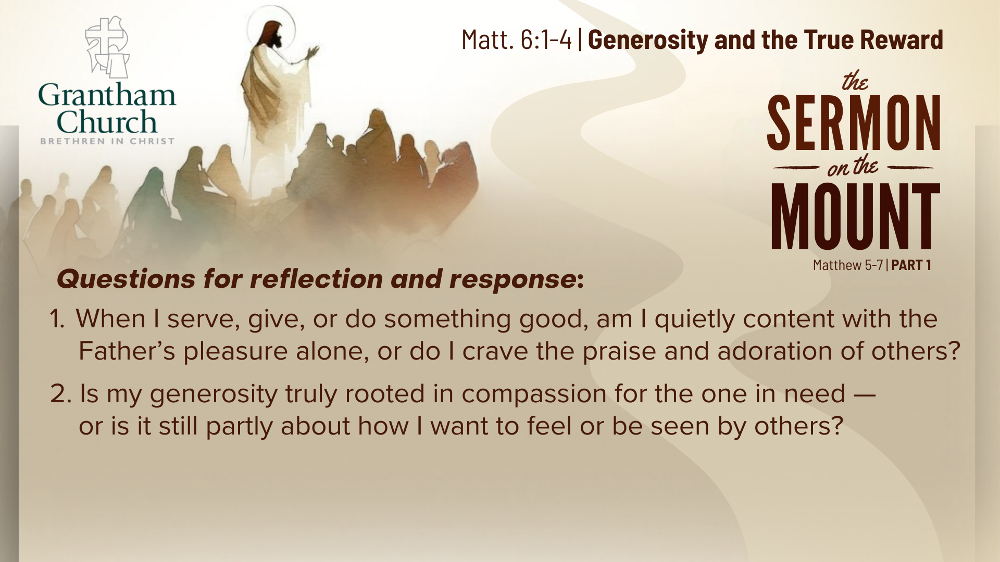 Grantham
Church
BRETHREN IN CHRIST
Matt. 6:1-4 | Generosity and the True Reward
the
SERMON
on the
MOUNT
Matthew 5-7 | PART 1
Questions for reflection and response:
1. When I serve, give, or do something good, am I quietly content with the
Father’s pleasure alone, or do I crave the praise and adoration of others?
2. Is my generosity truly rooted in compassion for the one in need —
or is it still partly about how I want to feel or be seen by others?